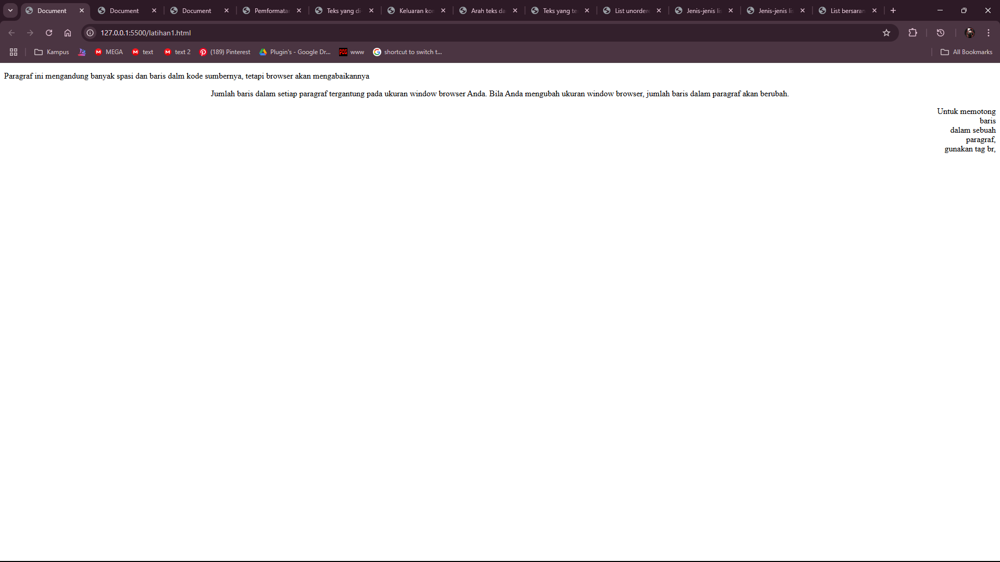 Document
Document
Document
Pemformata
Teks yang di
Keluaran ko
Arah teks da
Teks yang te
List unorder
Jenis-jenis li
Jenis-jenis li
List bersaran
127.0.0.1:5500/latihan1.html
Kampus
MEGA
text
text 2
(189) Pinterest
Plugin's - Google Dr...
www
shortcut to switch t...
All Bookmarks
Paragraf ini mengandung banyak spasi dan baris dalm kode sumbernya, tetapi browser akan mengabaikannya
Jumlah baris dalam setiap paragraf tergantung pada ukuran window browser Anda. Bila Anda mengubah ukuran window browser, jumlah baris dalam paragraf akan berubah.
Untuk memotong
baris
dalam sebuah
paragraf,
gunakan tag br,